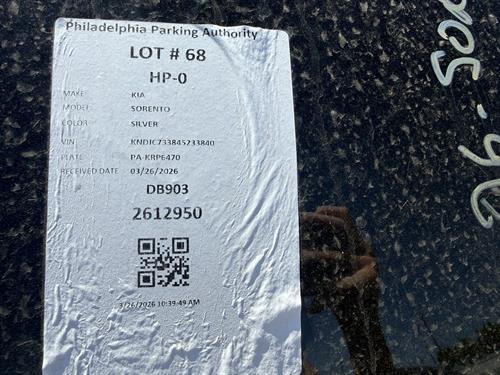 Philadelphia Parking Authority
LOT # 68
HP-0
MAKE: KIA
MODEL: SORENTO
COLOR: SILVER
VIN KNDJC733845233840
PLATE PA-KRP6470
RECEIVED DATE 03/26/2026
DB903
2612950
3/26/2026 10:39:49 AM